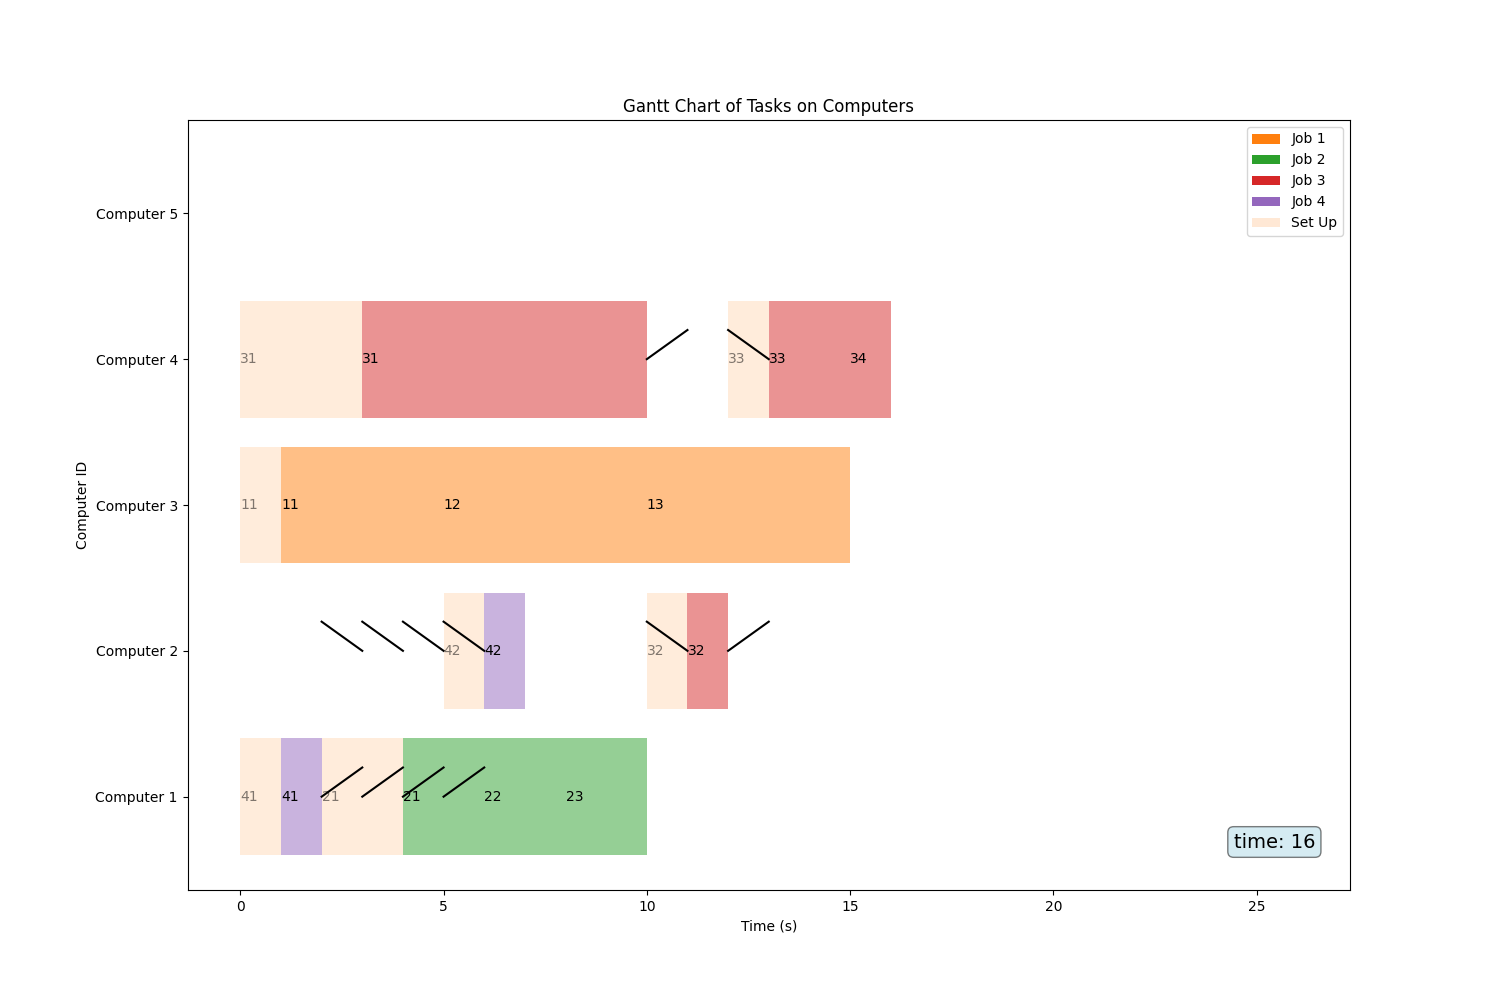 Gantt Chart of Tasks on Computers
Job 1
Job 2
Job 3
Job 4
Set Up
Computer 5
Computer 4
31 31 33 33 34
Computer 3
11 11 12 13
Computer 2
42 42 32 32
Computer 1
41 41 21 21 22 23
Computer ID
time: 16
0 5 10 15 20 25
Time (s)